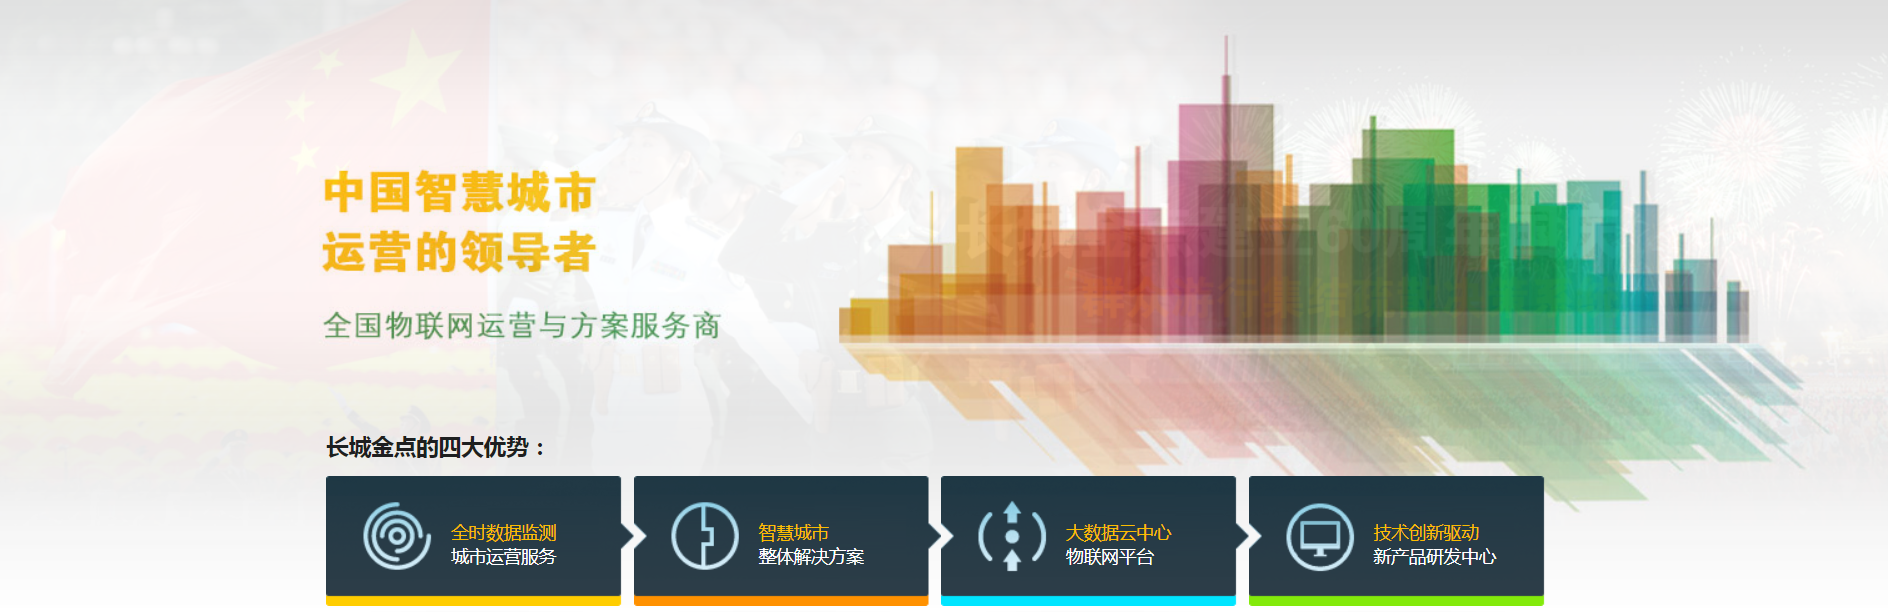 中国智慧城市
运营的领导者
全国物联网运营与方案服务商
长城金点的四大优势：
全时数据监测
城市运营服务
智慧城市
整体解决方案
大数据云中心
物联网平台
技术创新驱动
新产品研发中心